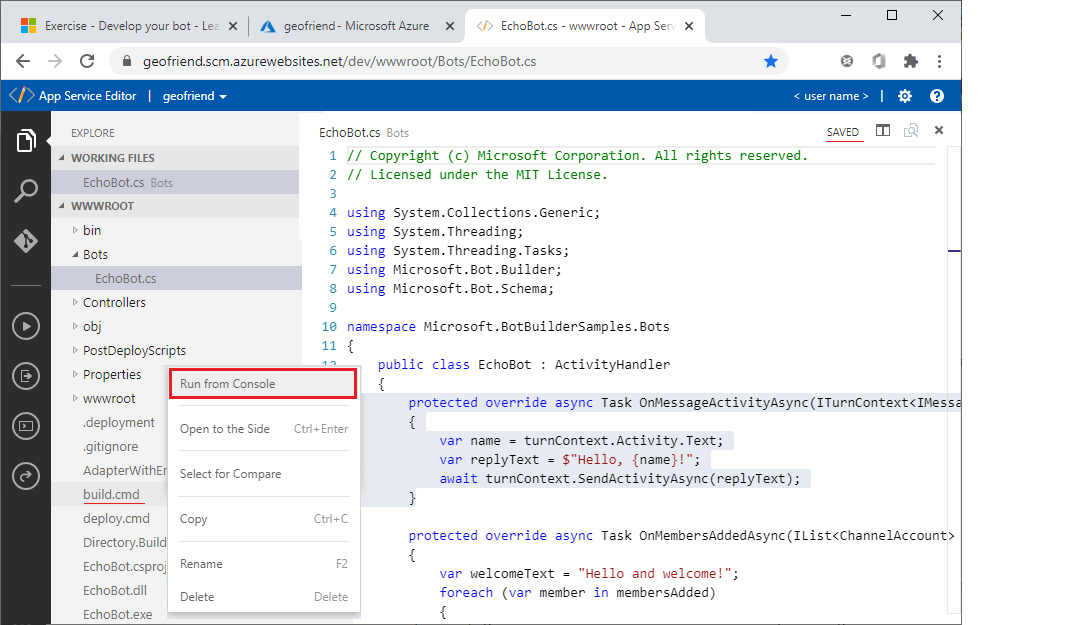 Exercise - Develop your bot - Lea
geofriend - Microsoft Azure
EchoBot.cs - wwwroot - App Serv
geofriend.scm.azurewebsites.net/dev/wwwroot/Bots/EchoBot.cs
App Service Editor | geofriend
< user name > |
EXPLORE
WORKING FILES
EchoBot.cs Bots
WWWROOT
bin
Bots
EchoBot.cs
Controllers
obj
PostDeployScripts
Properties
wwwroot
.deployment
.gitignore
AdapterWithEr
build.cmd
deploy.cmd
Directory.Build
EchoBot.csproj
EchoBot.dll
EchoBot.exe
Run from Console
Open to the Side Ctrl+Enter
Select for Compare
Copy Ctrl+C
Rename F2
Delete Delete
EchoBot.cs Bots
SAVED
1 // Copyright (c) Microsoft Corporation. All rights reserved.
2 // Licensed under the MIT License.
3
4 using System.Collections.Generic;
5 using System.Threading;
6 using System.Threading.Tasks;
7 using Microsoft.Bot.Builder;
8 using Microsoft.Bot.Schema;
9
10 namespace Microsoft.BotBuilderSamples.Bots
11 {
12 public class EchoBot : ActivityHandler
{
protected override async Task OnMessageActivityAsync(ITurnContext<IMessa
{
var name = turnContext.Activity.Text;
var replyText = $"Hello, {name}!";
await turnContext.SendActivityAsync(replyText);
}
protected override async Task OnMembersAddedAsync(IList<ChannelAccount>
{
var welcomeText = "Hello and welcome!";
foreach (var member in membersAdded)
{